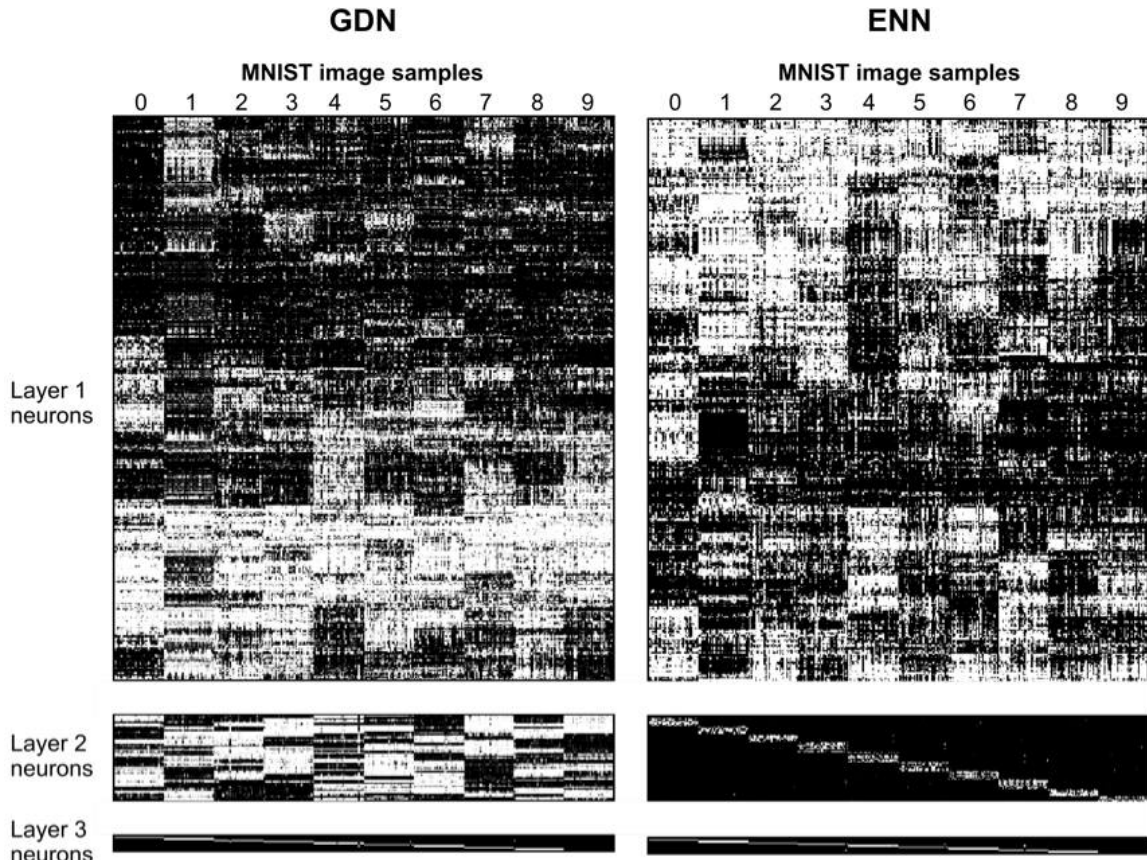 GDN
MNIST image samples
0 1 2 3 4 5 6 7 8 9
ENN
MNIST image samples
0 1 2 3 4 5 6 7 8 9
Layer 1
neurons
Layer 2
neurons
Layer 3
neurons